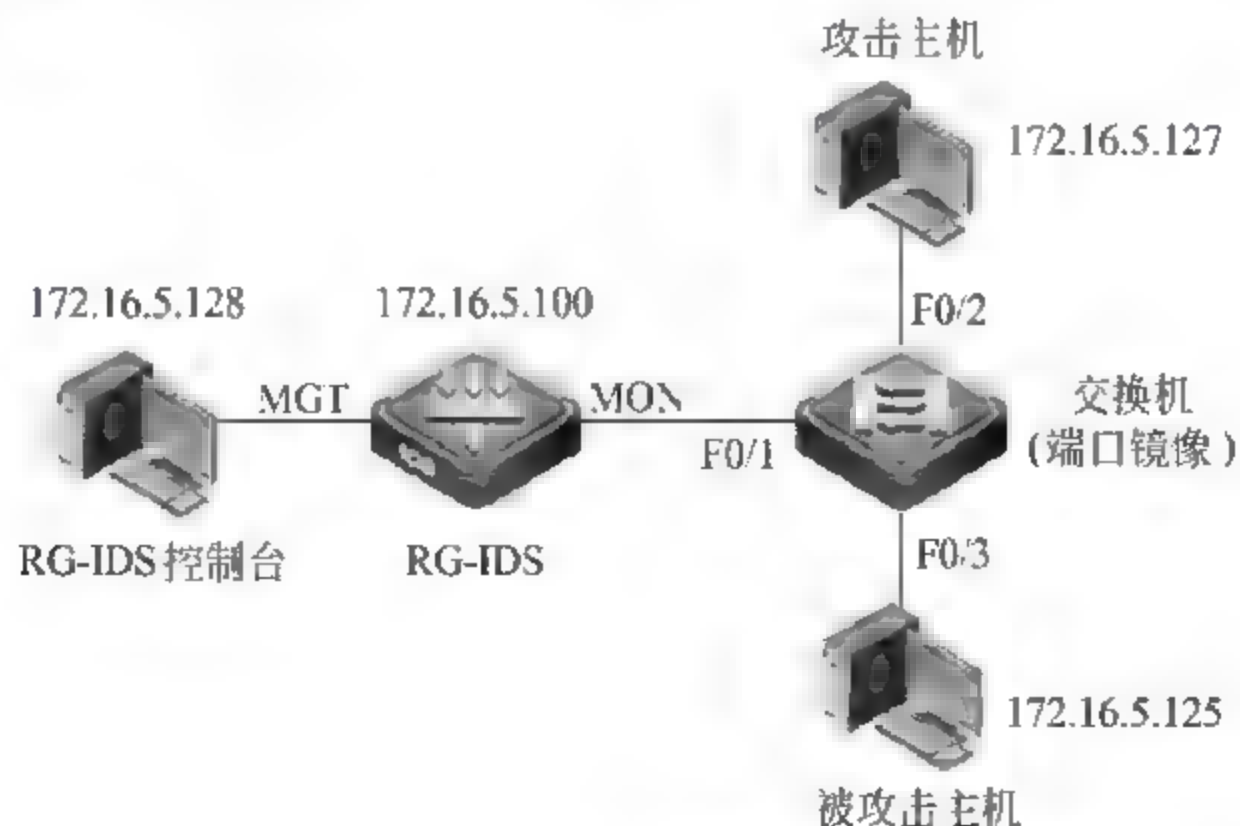 攻击主机
172.16.5.127
172.16.5.128
172.16.5.100
F0/2
MGT
MON
交换机
(端口镜像)
F0/1
RG-IDS控制台
RG-IDS
F0/3
172.16.5.125
被攻击主机